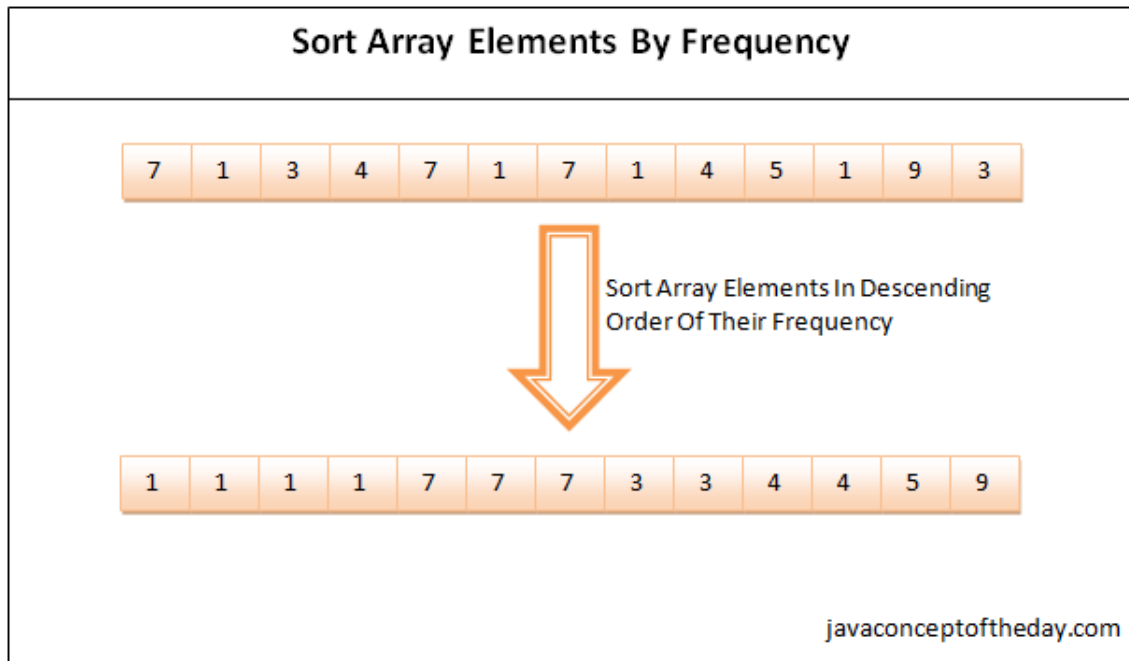 Sort Array Elements By Frequency
7 1 3 4 7 1 7 1 4 5 1 9 3
Sort Array Elements In Descending
Order Of Their Frequency
1 1 1 1 7 7 7 3 3 4 4 5 9
javaconceptoftheday.com